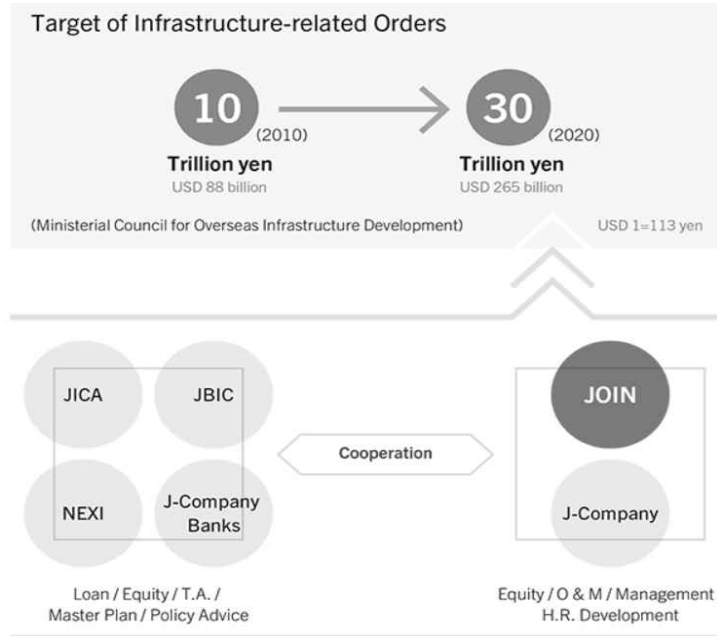 Target of Infrastructure-related Orders
10
(2010)
Trillion yen
USD 88 billion
30
(2020)
Trillion yen
USD 265 billion
(Ministerial Council for Overseas Infrastructure Development)
USD 1=113 yen
JICA
JBIC
NEXI
J-Company
Banks
Loan / Equity / T.A. /
Master Plan / Policy Advice
Cooperation
JOIN
J-Company
Equity / O & M / Management
H.R. Development